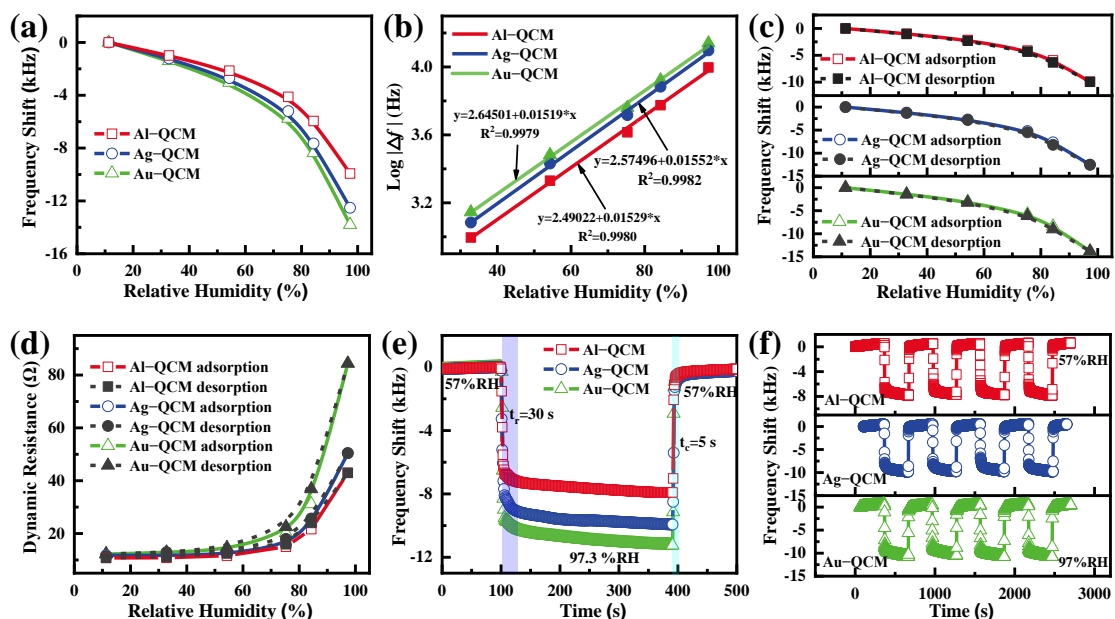 (a)
0
-4
-8
-12
-16
Frequency Shift (kHz)
Al-QCM
Ag-QCM
Au-QCM
0 20 40 60 80 100
Relative Humidity (%)
(b)
4.2
3.9
3.6
3.4
3.2
3.0
Log |Δf | (Hz)
Al-QCM
Ag-QCM
Au-QCM
y=2.64501+0.01519*x
R²=0.9979
y=2.57496+0.01552*x
R²=0.9982
y=2.49022+0.01529*x
R²=0.9980
40 60 80 100
Relative Humidity (%)
(c)
0
-5
-10
Al-QCM adsorption
Al-QCM desorption
0
-5
-10
-15
Ag-QCM adsorption
Ag-QCM desorption
0
-5
-10
-15
Au-QCM adsorption
Au-QCM desorption
Frequency Shift (kHz)
0 20 40 60 80 100
Relative Humidity (%)
(d)
80
60
40
20
Dynamic Resistance (Ω)
Al-QCM adsorption
Al-QCM desorption
Ag-QCM adsorption
Ag-QCM desorption
Au-QCM adsorption
Au-QCM desorption
0 20 40 60 80 100
Relative Humidity (%)
(e)
0
-3
-6
-8
-10
-12
Frequency Shift (kHz)
Al-QCM
Ag-QCM
Au-QCM
57%RH
57%RH
tr=30 s
tc=5 s
97.3 %RH
0 100 200 300 400 500
Time (s)
(f)
0
-4
-8
57%RH
Al-QCM
0
-5
-10
-15
Ag-QCM
0
-5
-10
-15
Au-QCM
97%RH
Frequency Shift (kHz)
0 1000 2000 3000
Time (s)